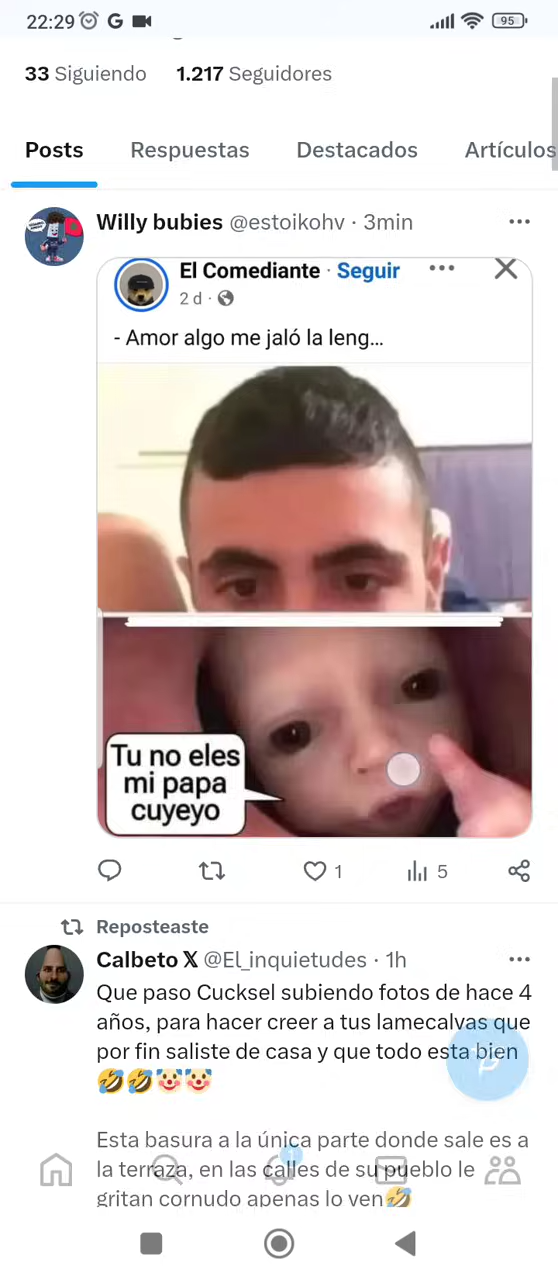 22:29 G 95
33 Siguiendo 1.217 Seguidores
Posts Respuestas Destacados Artículos
Willy bubies @estoikohv · 3min
El Comediante · Seguir
2 d ·
- Amor algo me jaló la leng...
Tu no eles
mi papa
cuyeyo
1 5
Reposteaste
Calbeto X @El_inquietudes · 1h
Que paso Cucksel subiendo fotos de hace 4
años, para hacer creer a tus lamecalvas que
por fin saliste de casa y que todo esta bien
🤣🤣🤡🤡
Esta basura a la única parte donde sale es a
la terraza, en las calles de su pueblo le
gritan cornudo apenas lo ven🤣
1